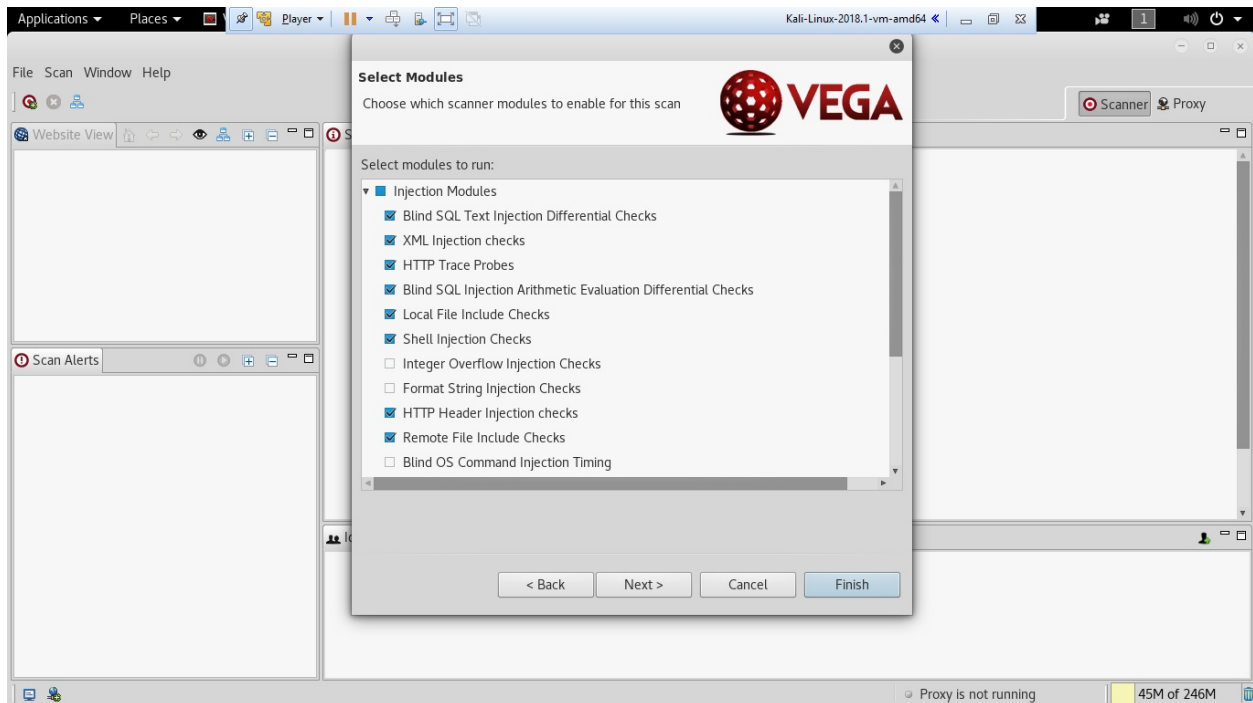 Applications Places Player Kali-Linux-2018.1-vm-amd64 1
File Scan Window Help
Scanner Proxy
Website View
Scan Alerts
Select Modules
Choose which scanner modules to enable for this scan
VEGA
Select modules to run:
Injection Modules
Blind SQL Text Injection Differential Checks
XML Injection checks
HTTP Trace Probes
Blind SQL Injection Arithmetic Evaluation Differential Checks
Local File Include Checks
Shell Injection Checks
Integer Overflow Injection Checks
Format String Injection Checks
HTTP Header Injection checks
Remote File Include Checks
Blind OS Command Injection Timing
< Back Next > Cancel Finish
Proxy is not running 45M of 246M